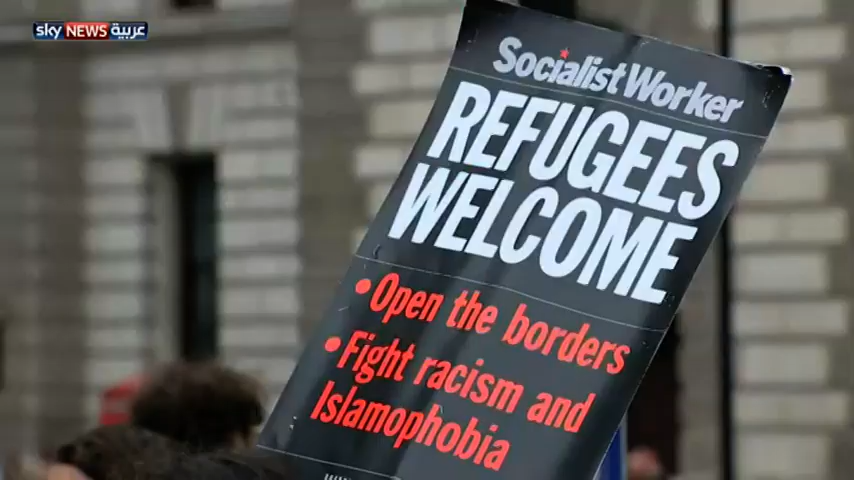 sky NEWS عربية
Socialist Worker
REFUGEES
WELCOME
• Open the borders
• Fight racism and
Islamophobia